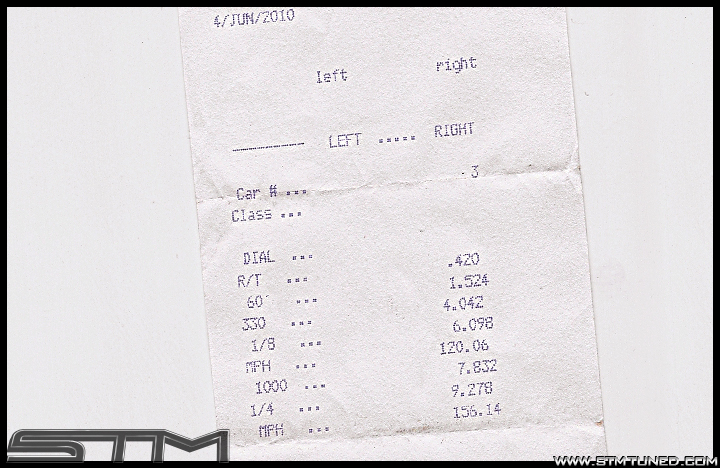 4/JUN/2010
left right
---------- LEFT ===== RIGHT
Car # === 3
Class ===
DIAL ===
R/T === .420
60' === 1.524
330 === 4.042
1/8 === 6.098
MPH === 120.06
1000 === 7.832
1/4 === 9.278
MPH === 156.14
STM
WWW.STMTUNED.COM